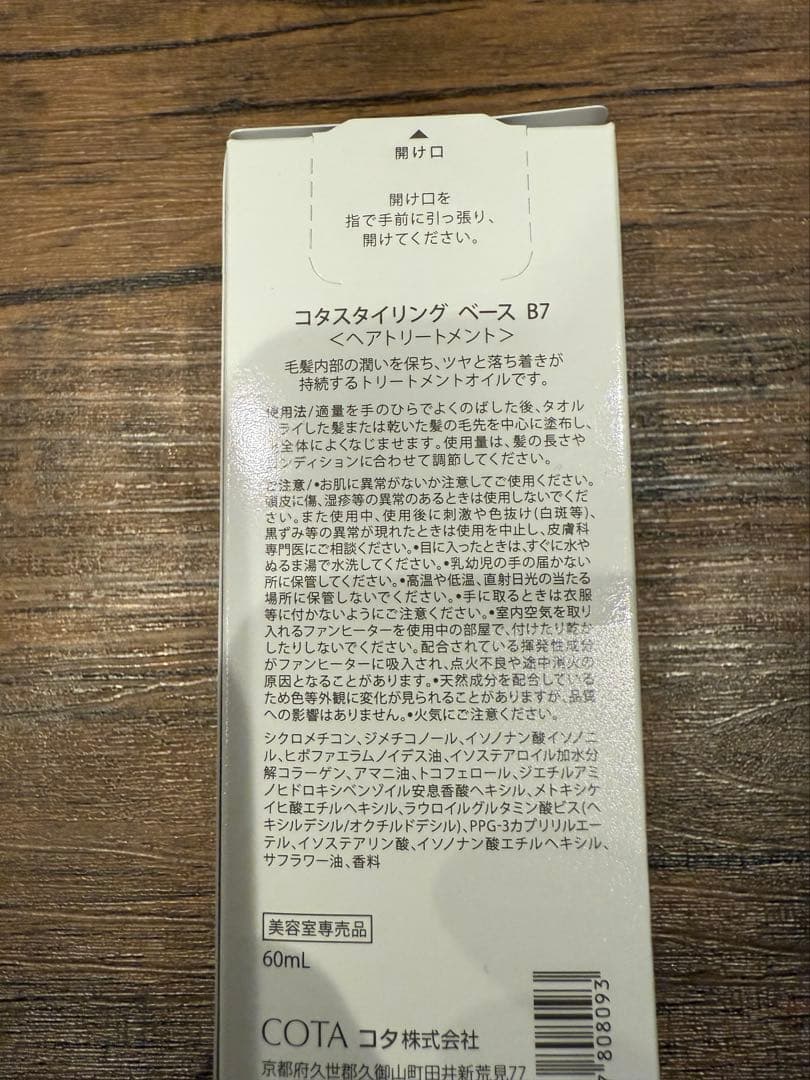 ▲
開け口
開け口を
指で手前に引っ張り、
開けてください。
コタスタイリング ベース B7
＜ヘアトリートメント＞
毛髪内部の潤いを保ち、ツヤと落ち着きが
持続するトリートメントオイルです。
使用法/適量を手のひらでよくのばした後、タオル
ドライした髪または乾いた髪の毛先を中心に塗布し、
全体によくなじませます。使用量は、髪の長さや
コンディションに合わせて調節してください。
ご注意/•お肌に異常がないか注意してご使用ください。
頭皮に傷、湿疹等の異常のあるときは使用しないでくだ
さい。また使用中、使用後に刺激や色抜け(白斑等)、
黒ずみ等の異常が現れたときは使用を中止し、皮膚科
専門医にご相談ください。•目に入ったときは、すぐに水や
ぬるま湯で水洗してください。•乳幼児の手の届かない
所に保管してください。•高温や低温、直射日光の当たる
場所に保管しないでください。•手に取るときは衣服
等に付かないようにご注意ください。•室内空気を取り
入れるファンヒーターを使用中の部屋で、付けたり乾か
したりしないでください。配合されている揮発性成分
がファンヒーターに吸入され、点火不良や途中消火の
原因となることがあります。•天然成分を配合している
ため色等外観に変化が見られることがありますが、品質
への影響はありません。•火気にご注意ください。
シクロメチコン、ジメチコノール、イソノナン酸イソノニ
ル、ヒポファエラムノイデス油、イソステアロイル加水分
解コラーゲン、アマニ油、トコフェロール、ジエチルアミ
ノヒドロキシベンゾイル安息香酸ヘキシル、メトキシケ
イヒ酸エチルヘキシル、ラウロイルグルタミン酸ビス(ヘ
キシルデシル/オクチルドデシル)、PPG-3カプリリルエー
テル、イソステアリン酸、イソノナン酸エチルヘキシル、
サフラワー油、香料
美容室専売品
60mL
COTA コタ株式会社
京都府久世郡久御山町田井新荒見77
808093